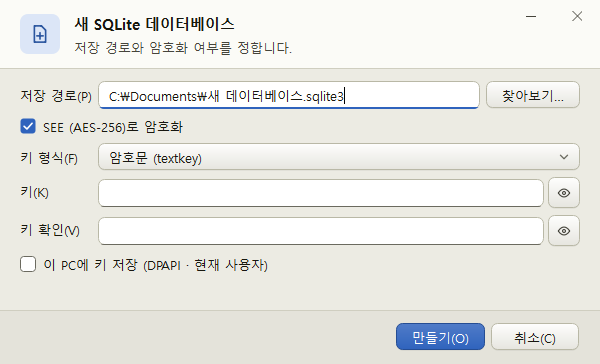 새 SQLite 데이터베이스
저장 경로와 암호화 여부를 정합니다.
저장 경로(P) C:₩Documents₩새 데이터베이스.sqlite3 찾아보기...
SEE (AES-256)로 암호화
키 형식(F) 암호문 (textkey)
키(K)
키 확인(V)
이 PC에 키 저장 (DPAPI · 현재 사용자)
만들기(O) 취소(C)